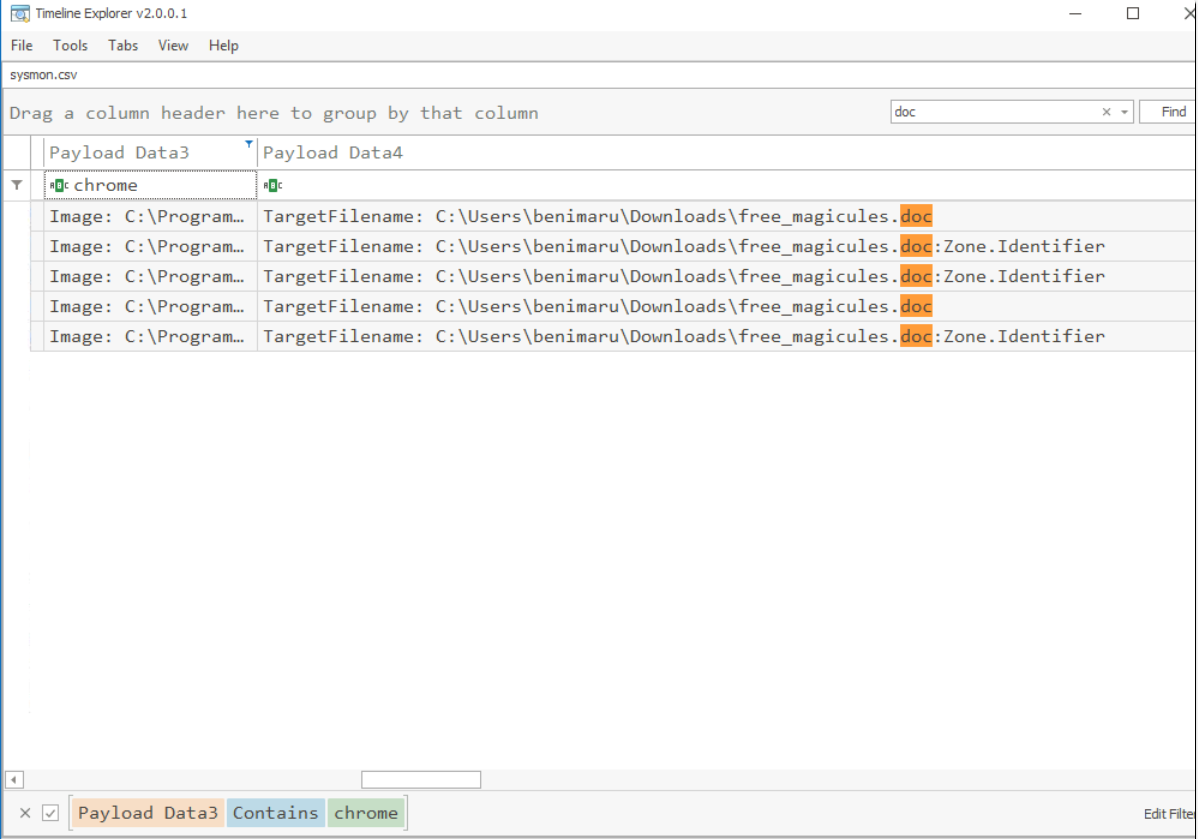 Timeline Explorer v2.0.0.1
File Tools Tabs View Help
sysmon.csv
Drag a column header here to group by that column
doc Find
Payload Data3 Payload Data4
ABC chrome ABC
Image: C:\Program… TargetFilename: C:\Users\benimaru\Downloads\free_magicules.doc
Image: C:\Program… TargetFilename: C:\Users\benimaru\Downloads\free_magicules.doc:Zone.Identifier
Image: C:\Program… TargetFilename: C:\Users\benimaru\Downloads\free_magicules.doc:Zone.Identifier
Image: C:\Program… TargetFilename: C:\Users\benimaru\Downloads\free_magicules.doc
Image: C:\Program… TargetFilename: C:\Users\benimaru\Downloads\free_magicules.doc:Zone.Identifier
Payload Data3 Contains chrome Edit Filte